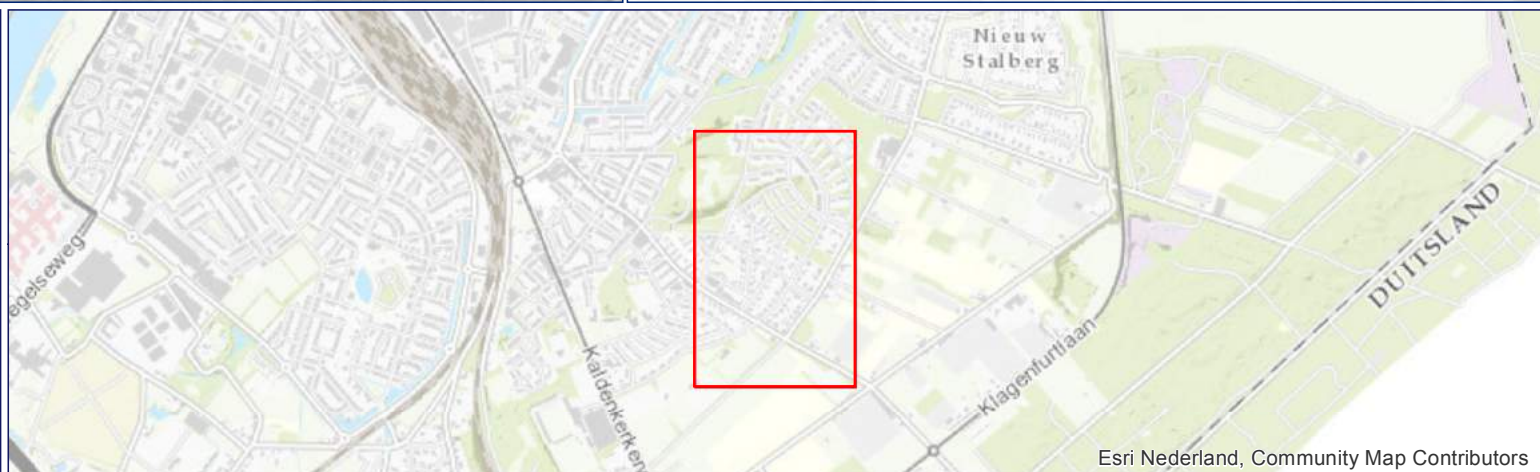 Nieuw
Stalberg
egelseweg
DUITSLAND
Klagenfurtlaan
Kaldenkerken
Esri Nederland, Community Map Contributors